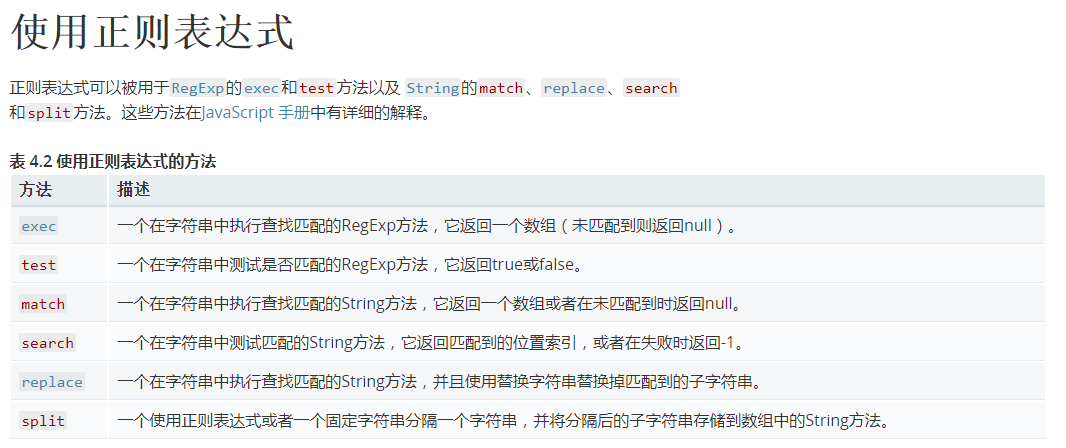 使用正则表达式
正则表达式可以被用于RegExp的exec和test方法以及 String的match、replace、search
和split方法。这些方法在JavaScript 手册中有详细的解释。
表 4.2 使用正则表达式的方法
方法 描述
exec 一个在字符串中执行查找匹配的RegExp方法，它返回一个数组（未匹配到则返回null）。
test 一个在字符串中测试是否匹配的RegExp方法，它返回true或false。
match 一个在字符串中执行查找匹配的String方法，它返回一个数组或者在未匹配到时返回null。
search 一个在字符串中测试匹配的String方法，它返回匹配到的位置索引，或者在失败时返回-1。
replace 一个在字符串中执行查找匹配的String方法，并且使用替换字符串替换掉匹配到的子字符串。
split 一个使用正则表达式或者一个固定字符串分隔一个字符串，并将分隔后的子字符串存储到数组中的String方法。